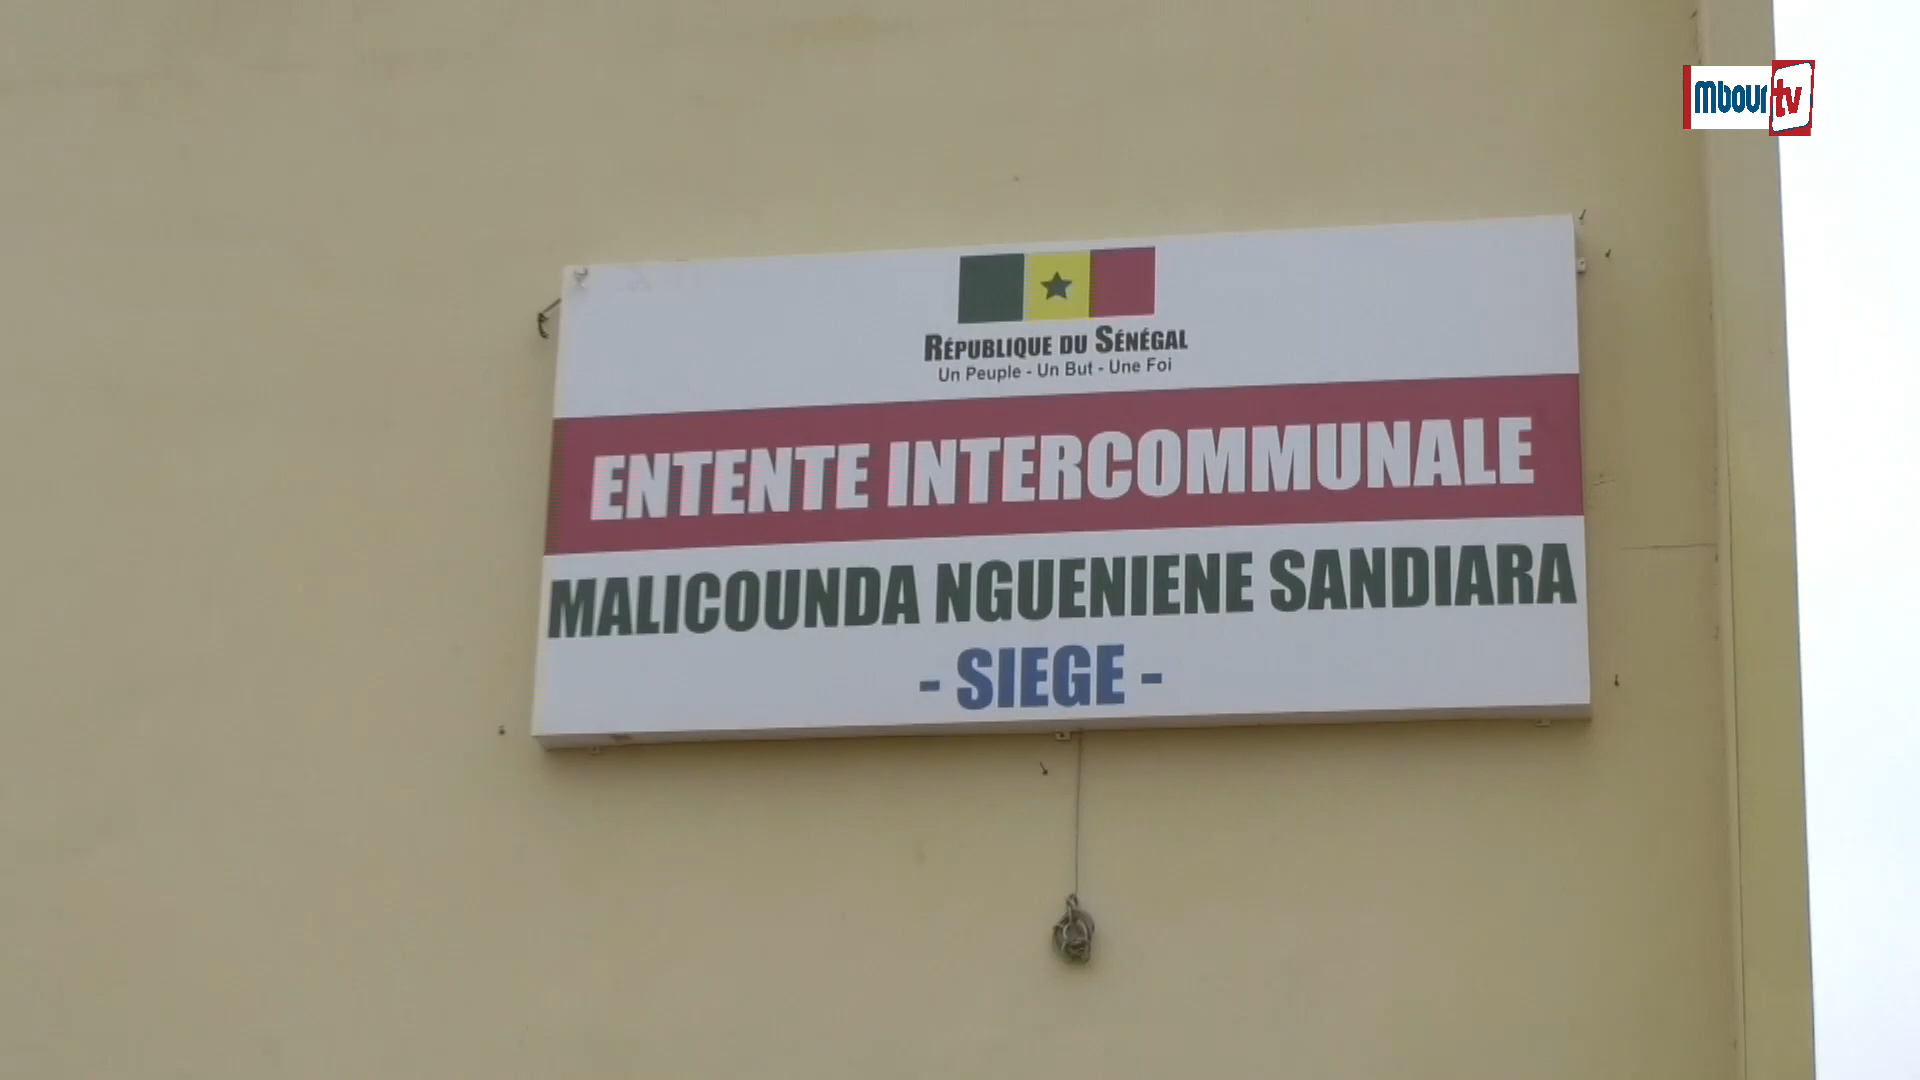 Mbour tv
RÉPUBLIQUE DU SÉNÉGAL
Un Peuple - Un But - Une Foi
ENTENTE INTERCOMMUNALE
MALICOUNDA NGUENIENE SANDIARA
- SIEGE -